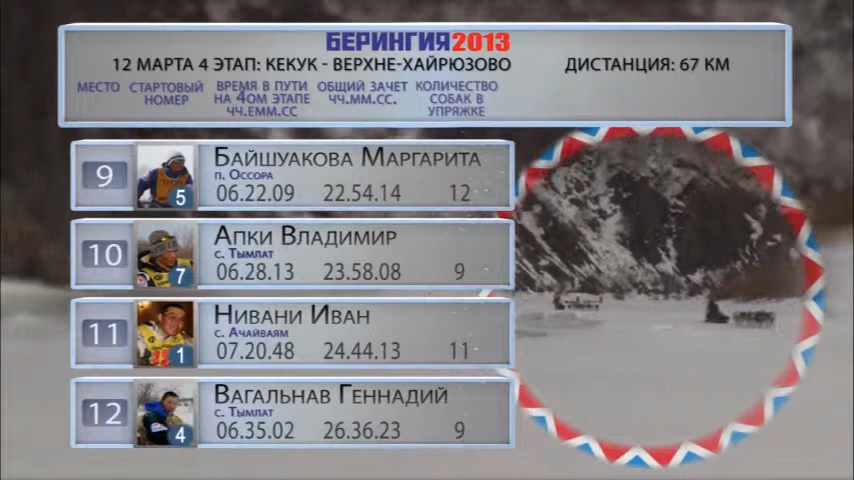 БЕРИНГИЯ2013
12 МАРТА 4 ЭТАП: КЕКУК - ВЕРХНЕ-ХАЙРЮЗОВО ДИСТАНЦИЯ: 67 КМ
МЕСТО СТАРТОВЫЙ НОМЕР ВРЕМЯ В ПУТИ НА 4ОМ ЭТАПЕ ЧЧ.ЕММ.СС ОБЩИЙ ЗАЧЕТ ЧЧ.ММ.СС. КОЛИЧЕСТВО СОБАК В УПРЯЖКЕ
9 5 БАЙШУАКОВА МАРГАРИТА
п. ОССОРА
06.22.09 22.54.14 12
10 7 АПКИ ВЛАДИМИР
с. ТЫМЛАТ
06.28.13 23.58.08 9
11 1 НИВАНИ ИВАН
с. АЧАЙВАЯМ
07.20.48 24.44.13 11
12 4 ВАГАЛЬНАВ ГЕННАДИЙ
с. ТЫМЛАТ
06.35.02 26.36.23 9